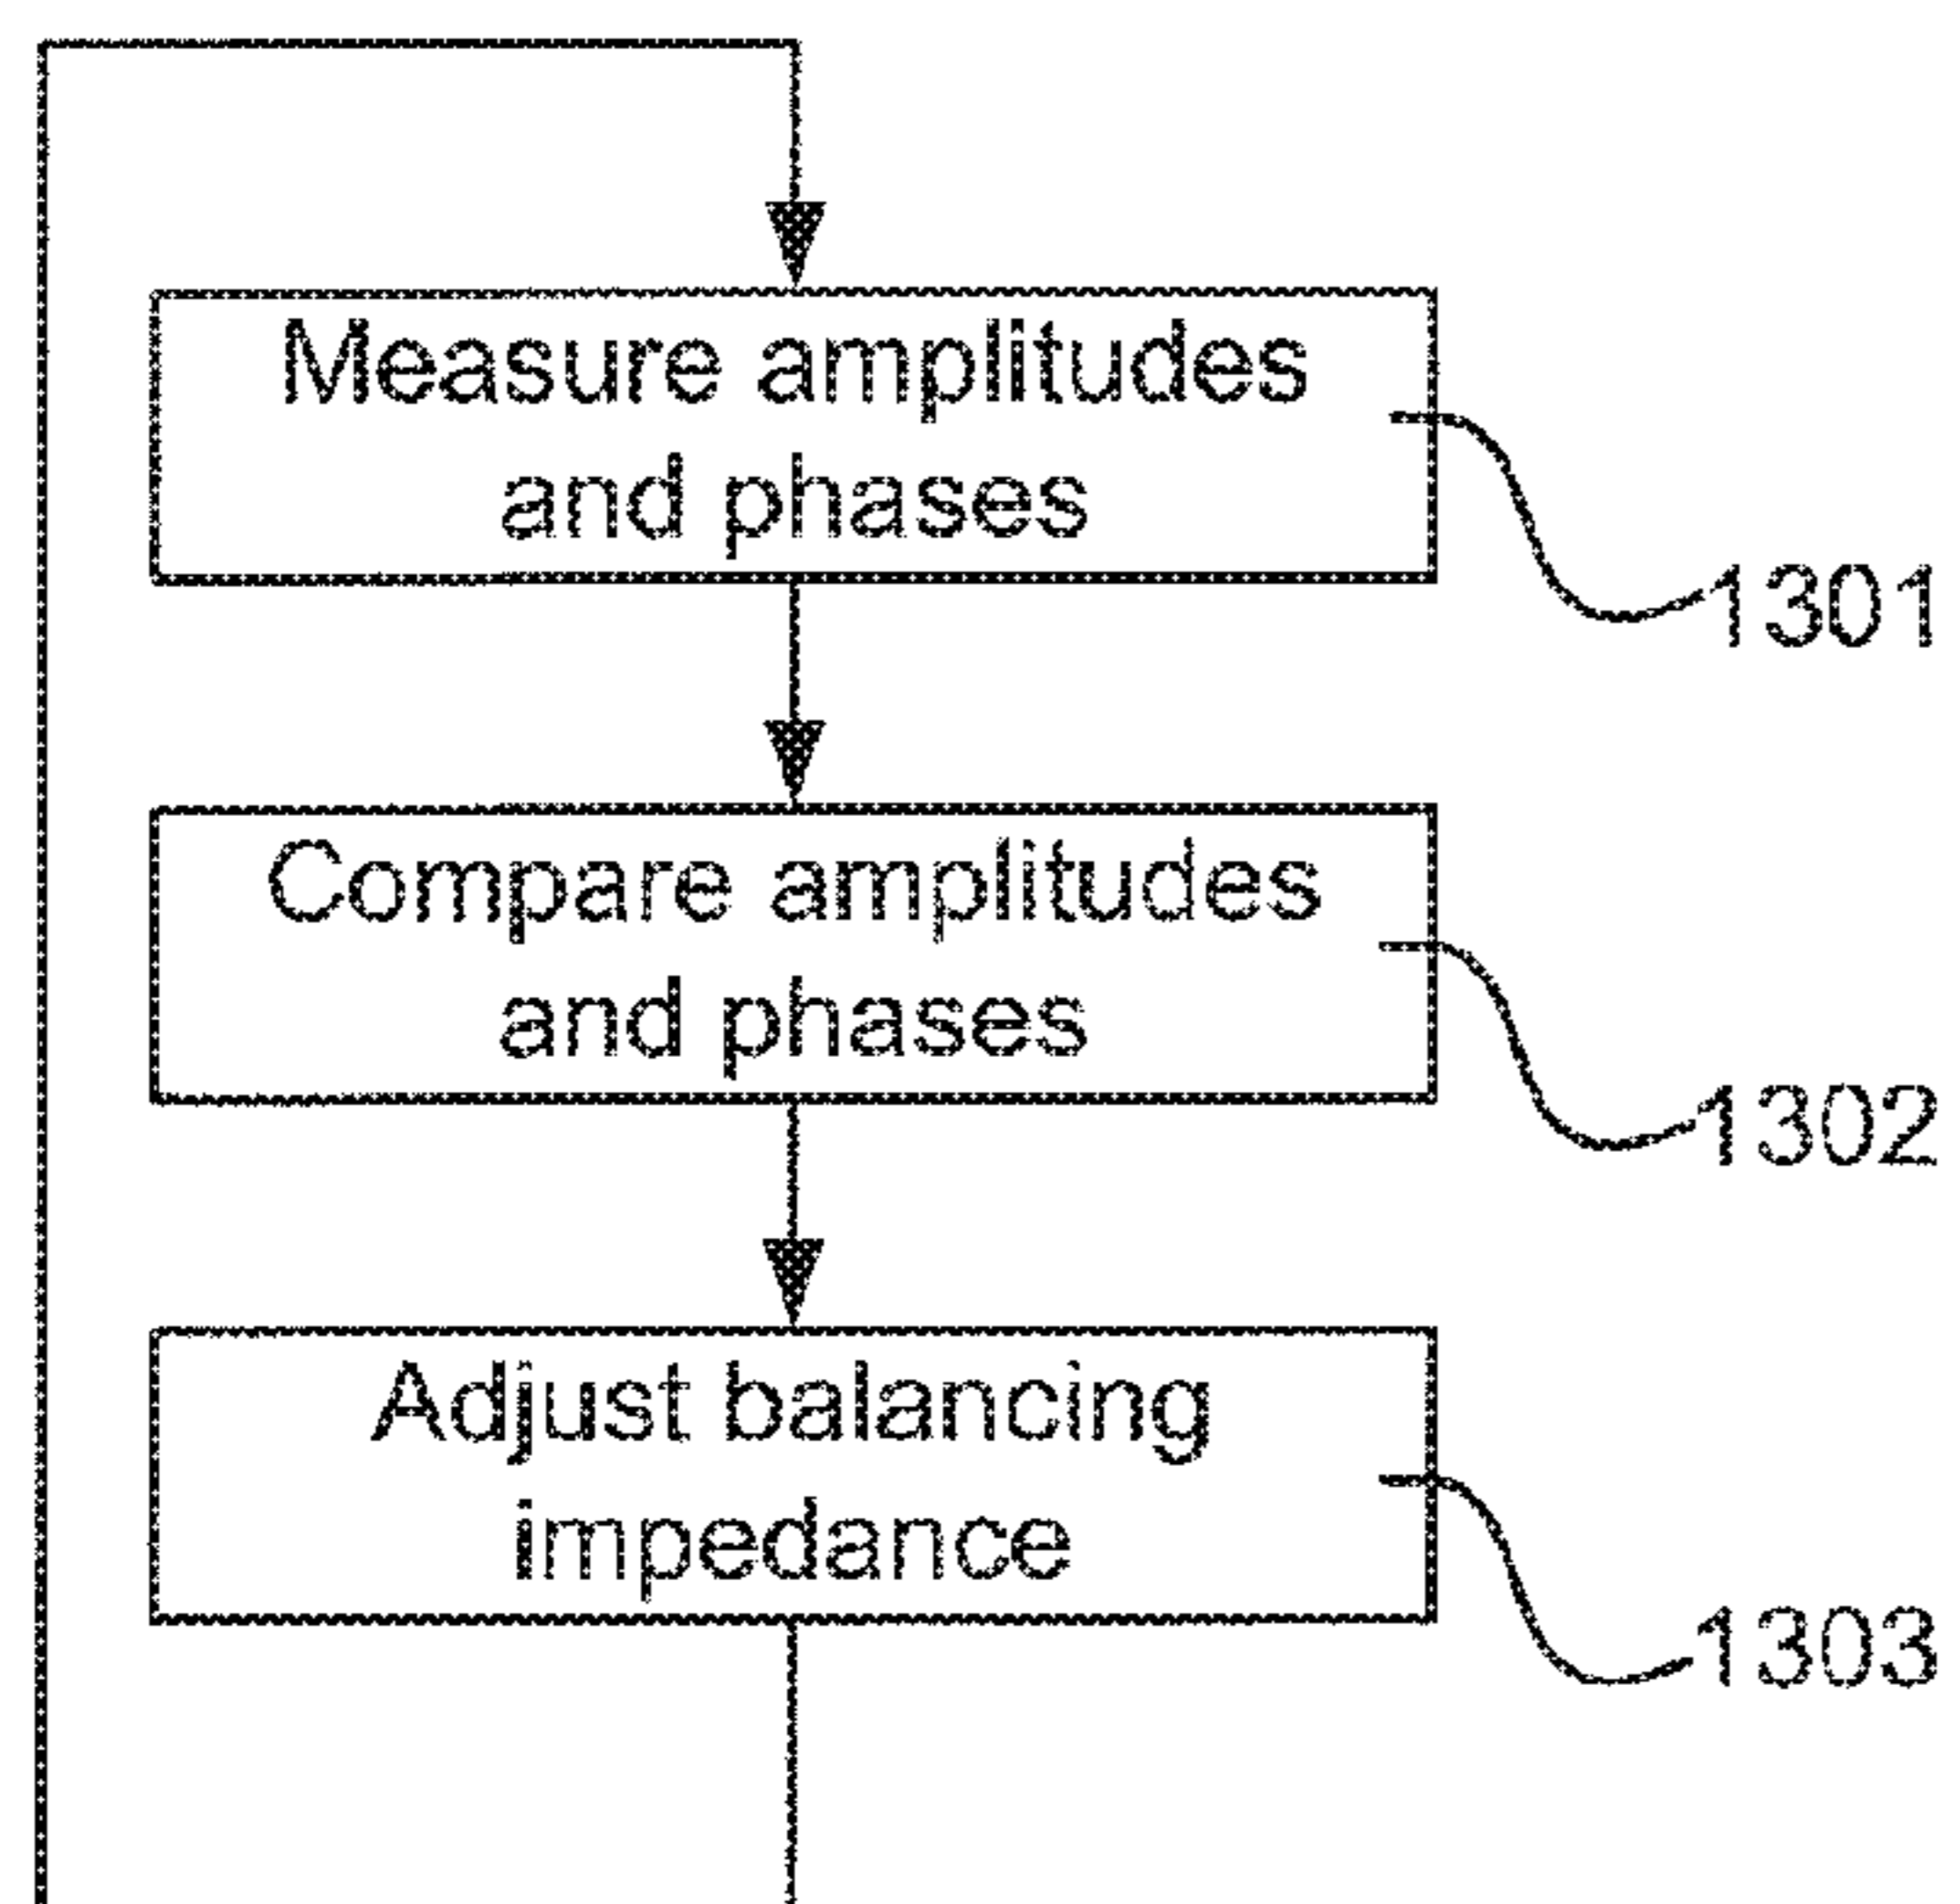 Measure amplitudes
and phases
1301
Compare amplitudes
and phases
1302
Adjust balancing
impedance
1303